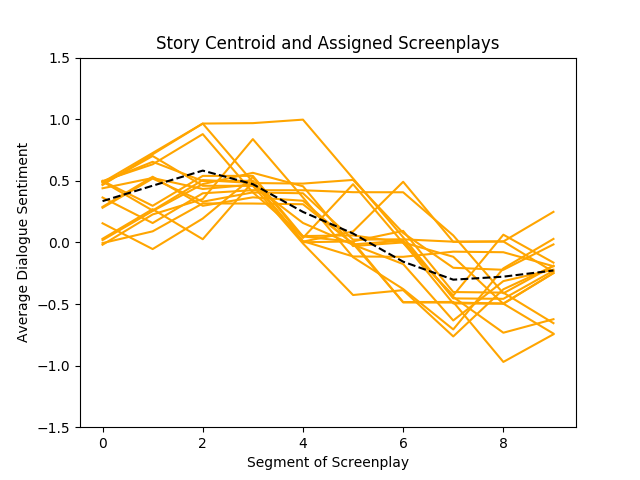 Story Centroid and Assigned Screenplays
Average Dialogue Sentiment
1.5
1.0
0.5
0.0
−0.5
−1.0
−1.5
0 2 4 6 8
Segment of Screenplay